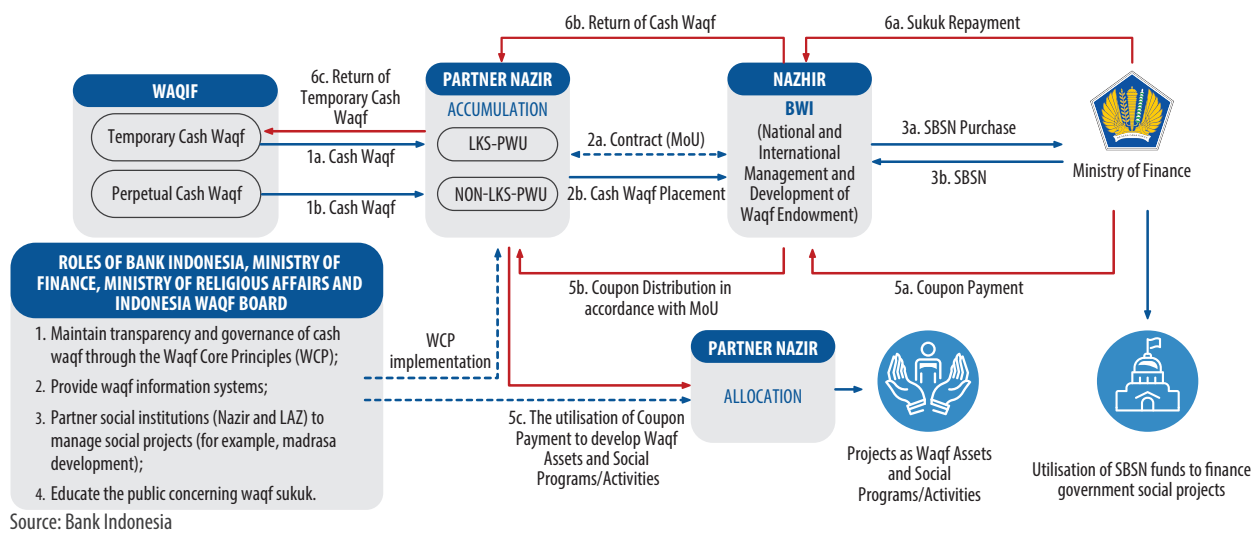 6b. Return of Cash Waqf
6a. Sukuk Repayment
WAQIF
Temporary Cash Waqf
Perpetual Cash Waqf
6c. Return of
Temporary Cash
Waqf
1a. Cash Waqf
1b. Cash Waqf
PARTNER NAZIR
ACCUMULATION
LKS-PWU
NON-LKS-PWU
2a. Contract (MoU)
2b. Cash Waqf Placement
NAZHIR
BWI
(National and
International
Management and
Development of
Waqf Endowment)
3a. SBSN Purchase
3b. SBSN
Ministry of Finance
5b. Coupon Distribution in
accordance with MoU
5a. Coupon Payment
ROLES OF BANK INDONESIA, MINISTRY OF
FINANCE, MINISTRY OF RELIGIOUS AFFAIRS AND
INDONESIA WAQF BOARD
1. Maintain transparency and governance of cash
waqf through the Waqf Core Principles (WCP);
2. Provide waqf information systems;
3. Partner social institutions (Nazir and LAZ) to
manage social projects (for example, madrasa
development);
4. Educate the public concerning waqf sukuk.
WCP
implementation
5c. The utilisation of Coupon
Payment to develop Waqf
Assets and Social
Programs/Activities
PARTNER NAZIR
ALLOCATION
Projects as Waqf Assets
and Social
Programs/Activities
Utilisation of SBSN funds to finance
government social projects
Source: Bank Indonesia